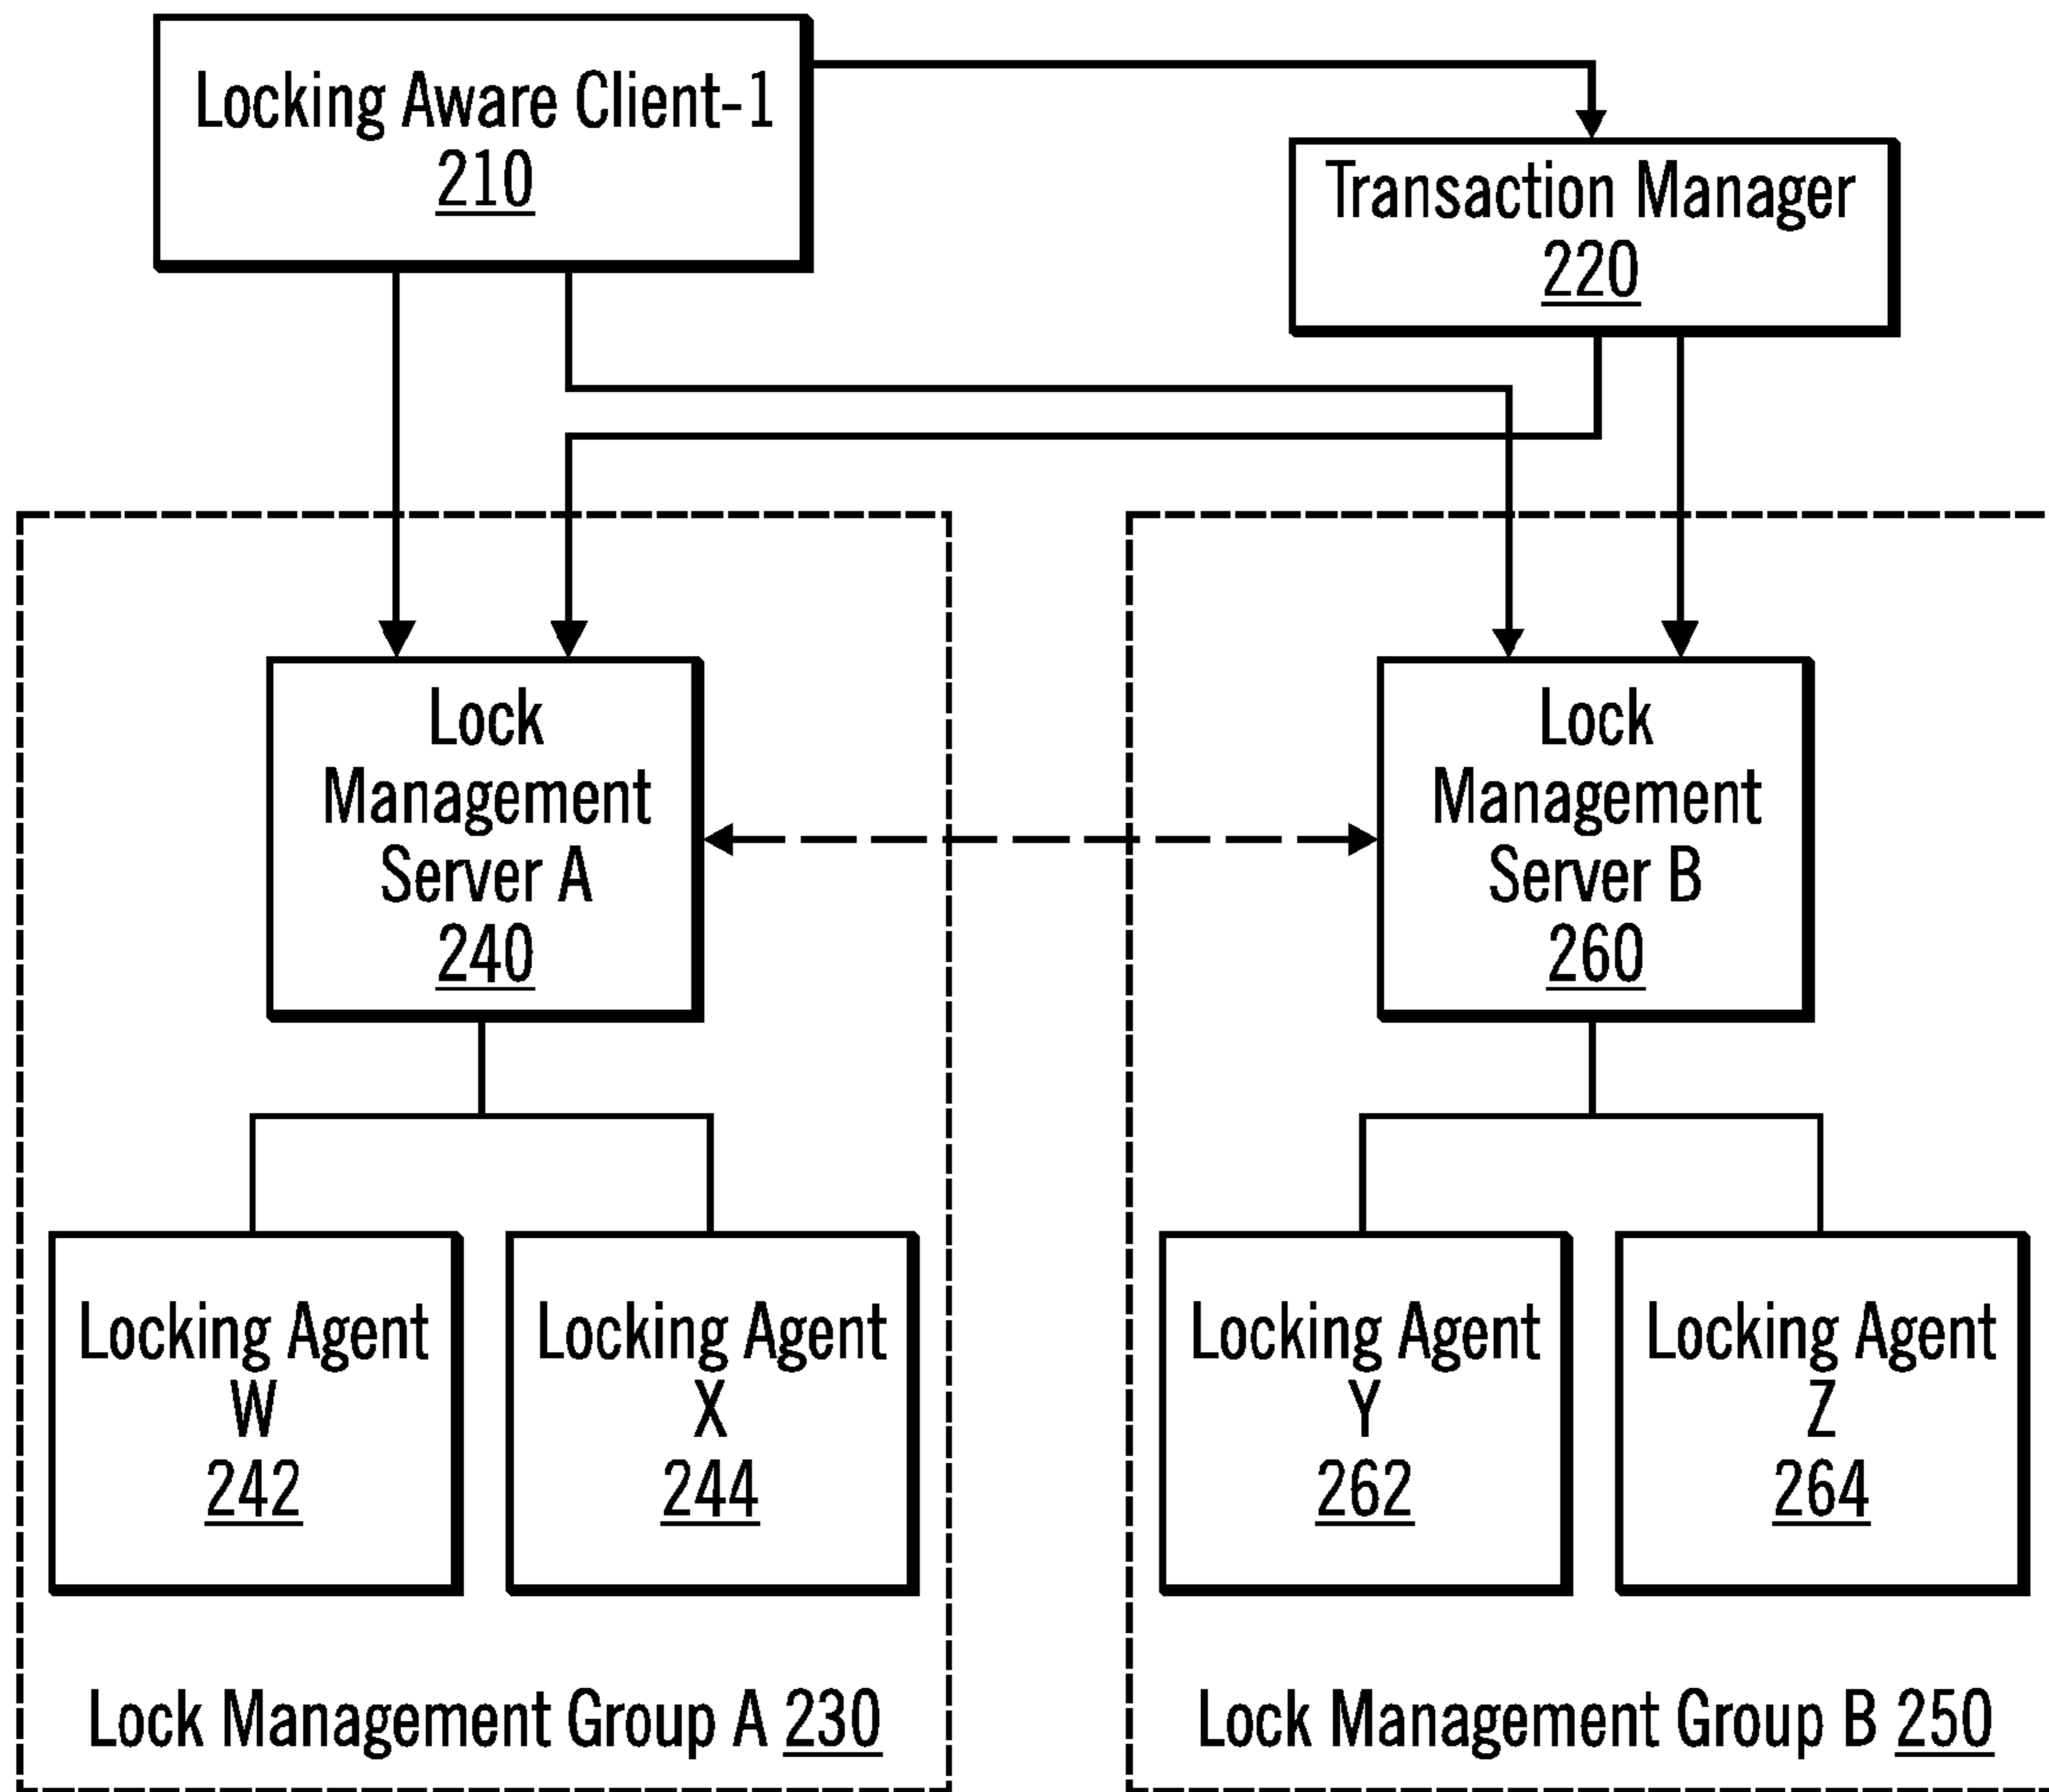 Locking Aware Client-1
210
Transaction Manager
220
Lock
Management
Server A
240
Lock
Management
Server B
260
Locking Agent
W
242
Locking Agent
X
244
Locking Agent
Y
262
Locking Agent
Z
264
Lock Management Group A 230
Lock Management Group B 250